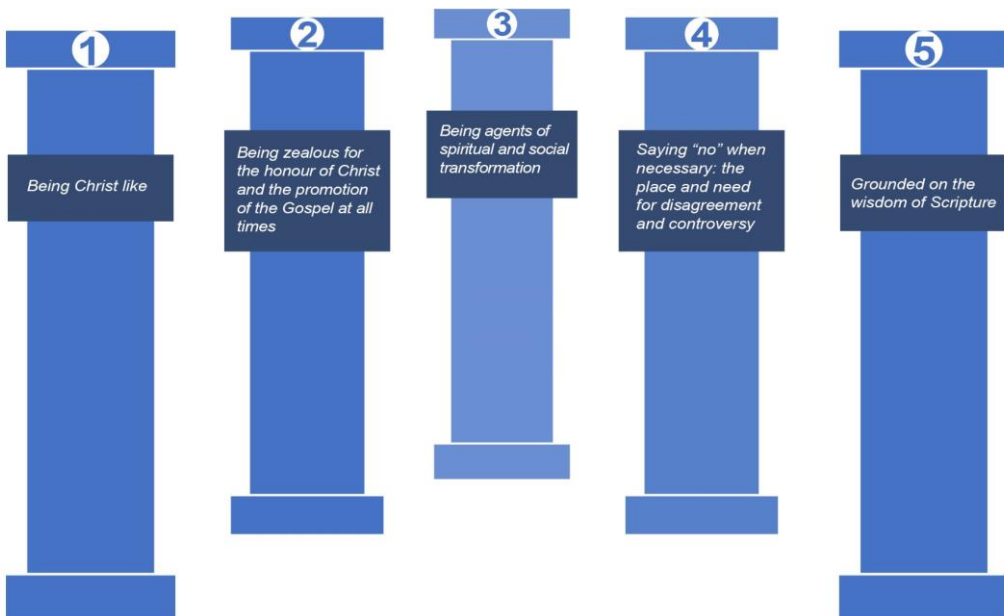 1
Being Christ like
2
Being zealous for
the honour of Christ
and the promotion
of the Gospel at all
times
3
Being agents of
spiritual and social
transformation
4
Saying “no” when
necessary: the
place and need
for disagreement
and controversy
5
Grounded on the
wisdom of Scripture